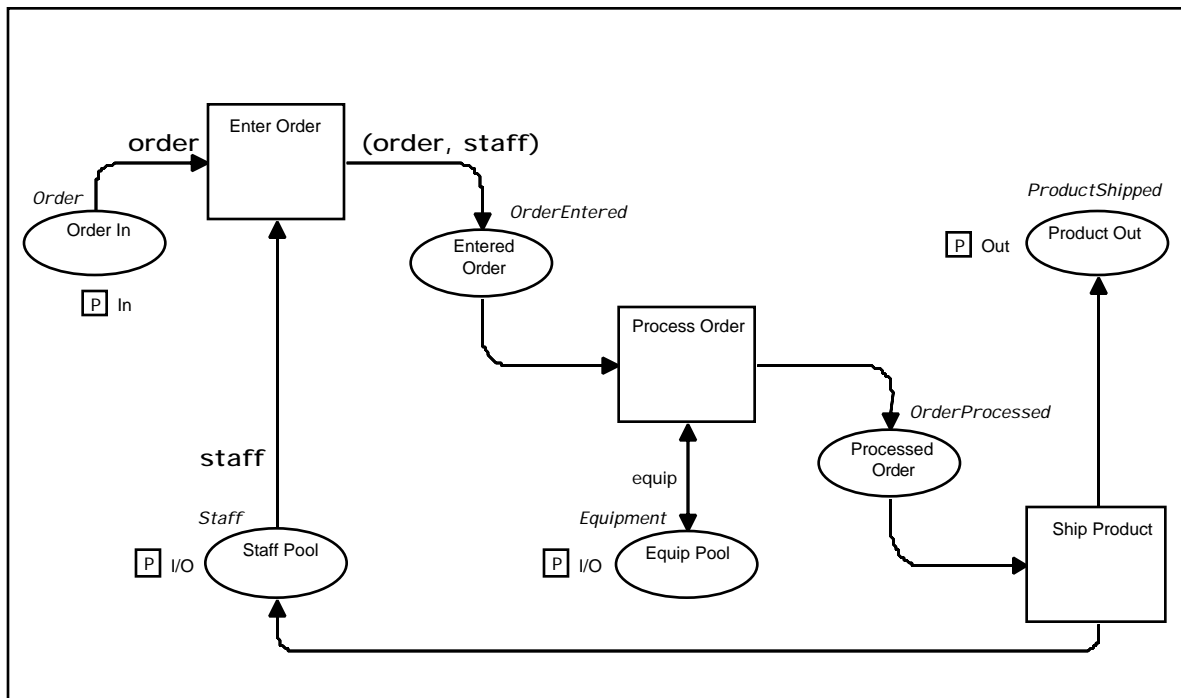 order
Enter Order
(order, staff)
Order
Order In
P In
OrderEntered
Entered
Order
ProductShipped
P Out
Product Out
Process Order
OrderProcessed
Processed
Order
staff
equip
Staff
P I/O
Staff Pool
Equipment
P I/O
Equip Pool
Ship Product